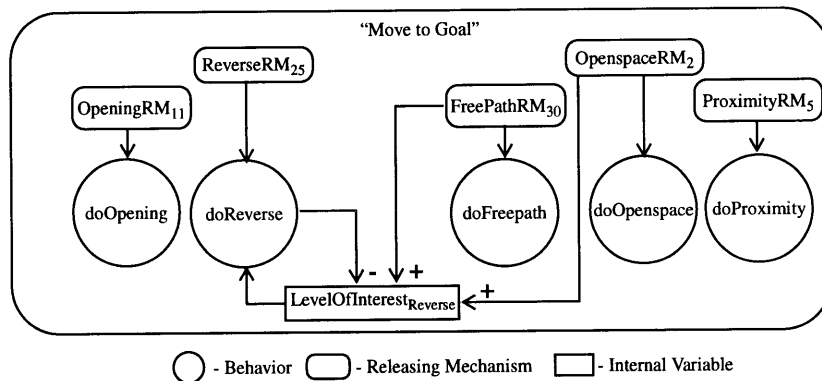 "Move to Goal"
ReverseRM25
OpenspaceRM2
OpeningRM11
FreePathRM30
ProximityRM5
doOpening
doReverse
doFreepath
doOpenspace
doProximity
- +
LevelOfInterestReverse
+
- Behavior - Releasing Mechanism - Internal Variable